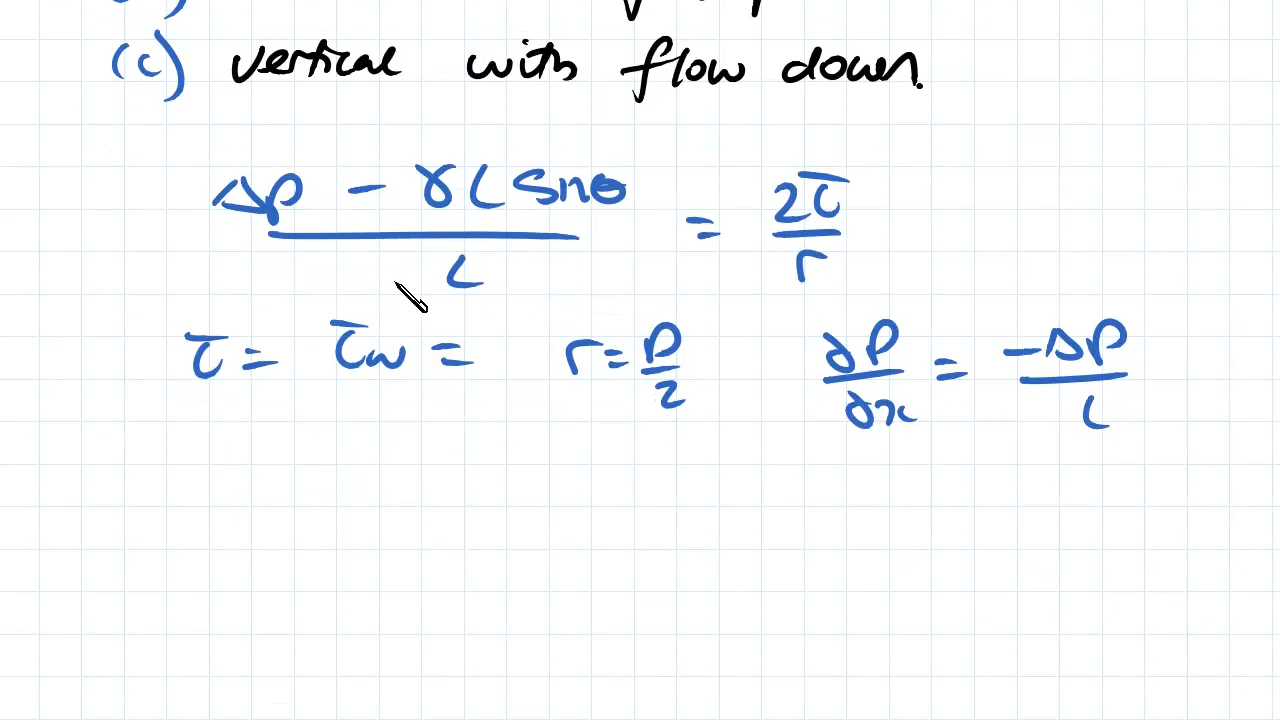 (c) vertical with flow down.
Δp - γL sinθ / L = 2τ / r
τ = τw = r = D/2 ∂p/∂x = -Δp/L